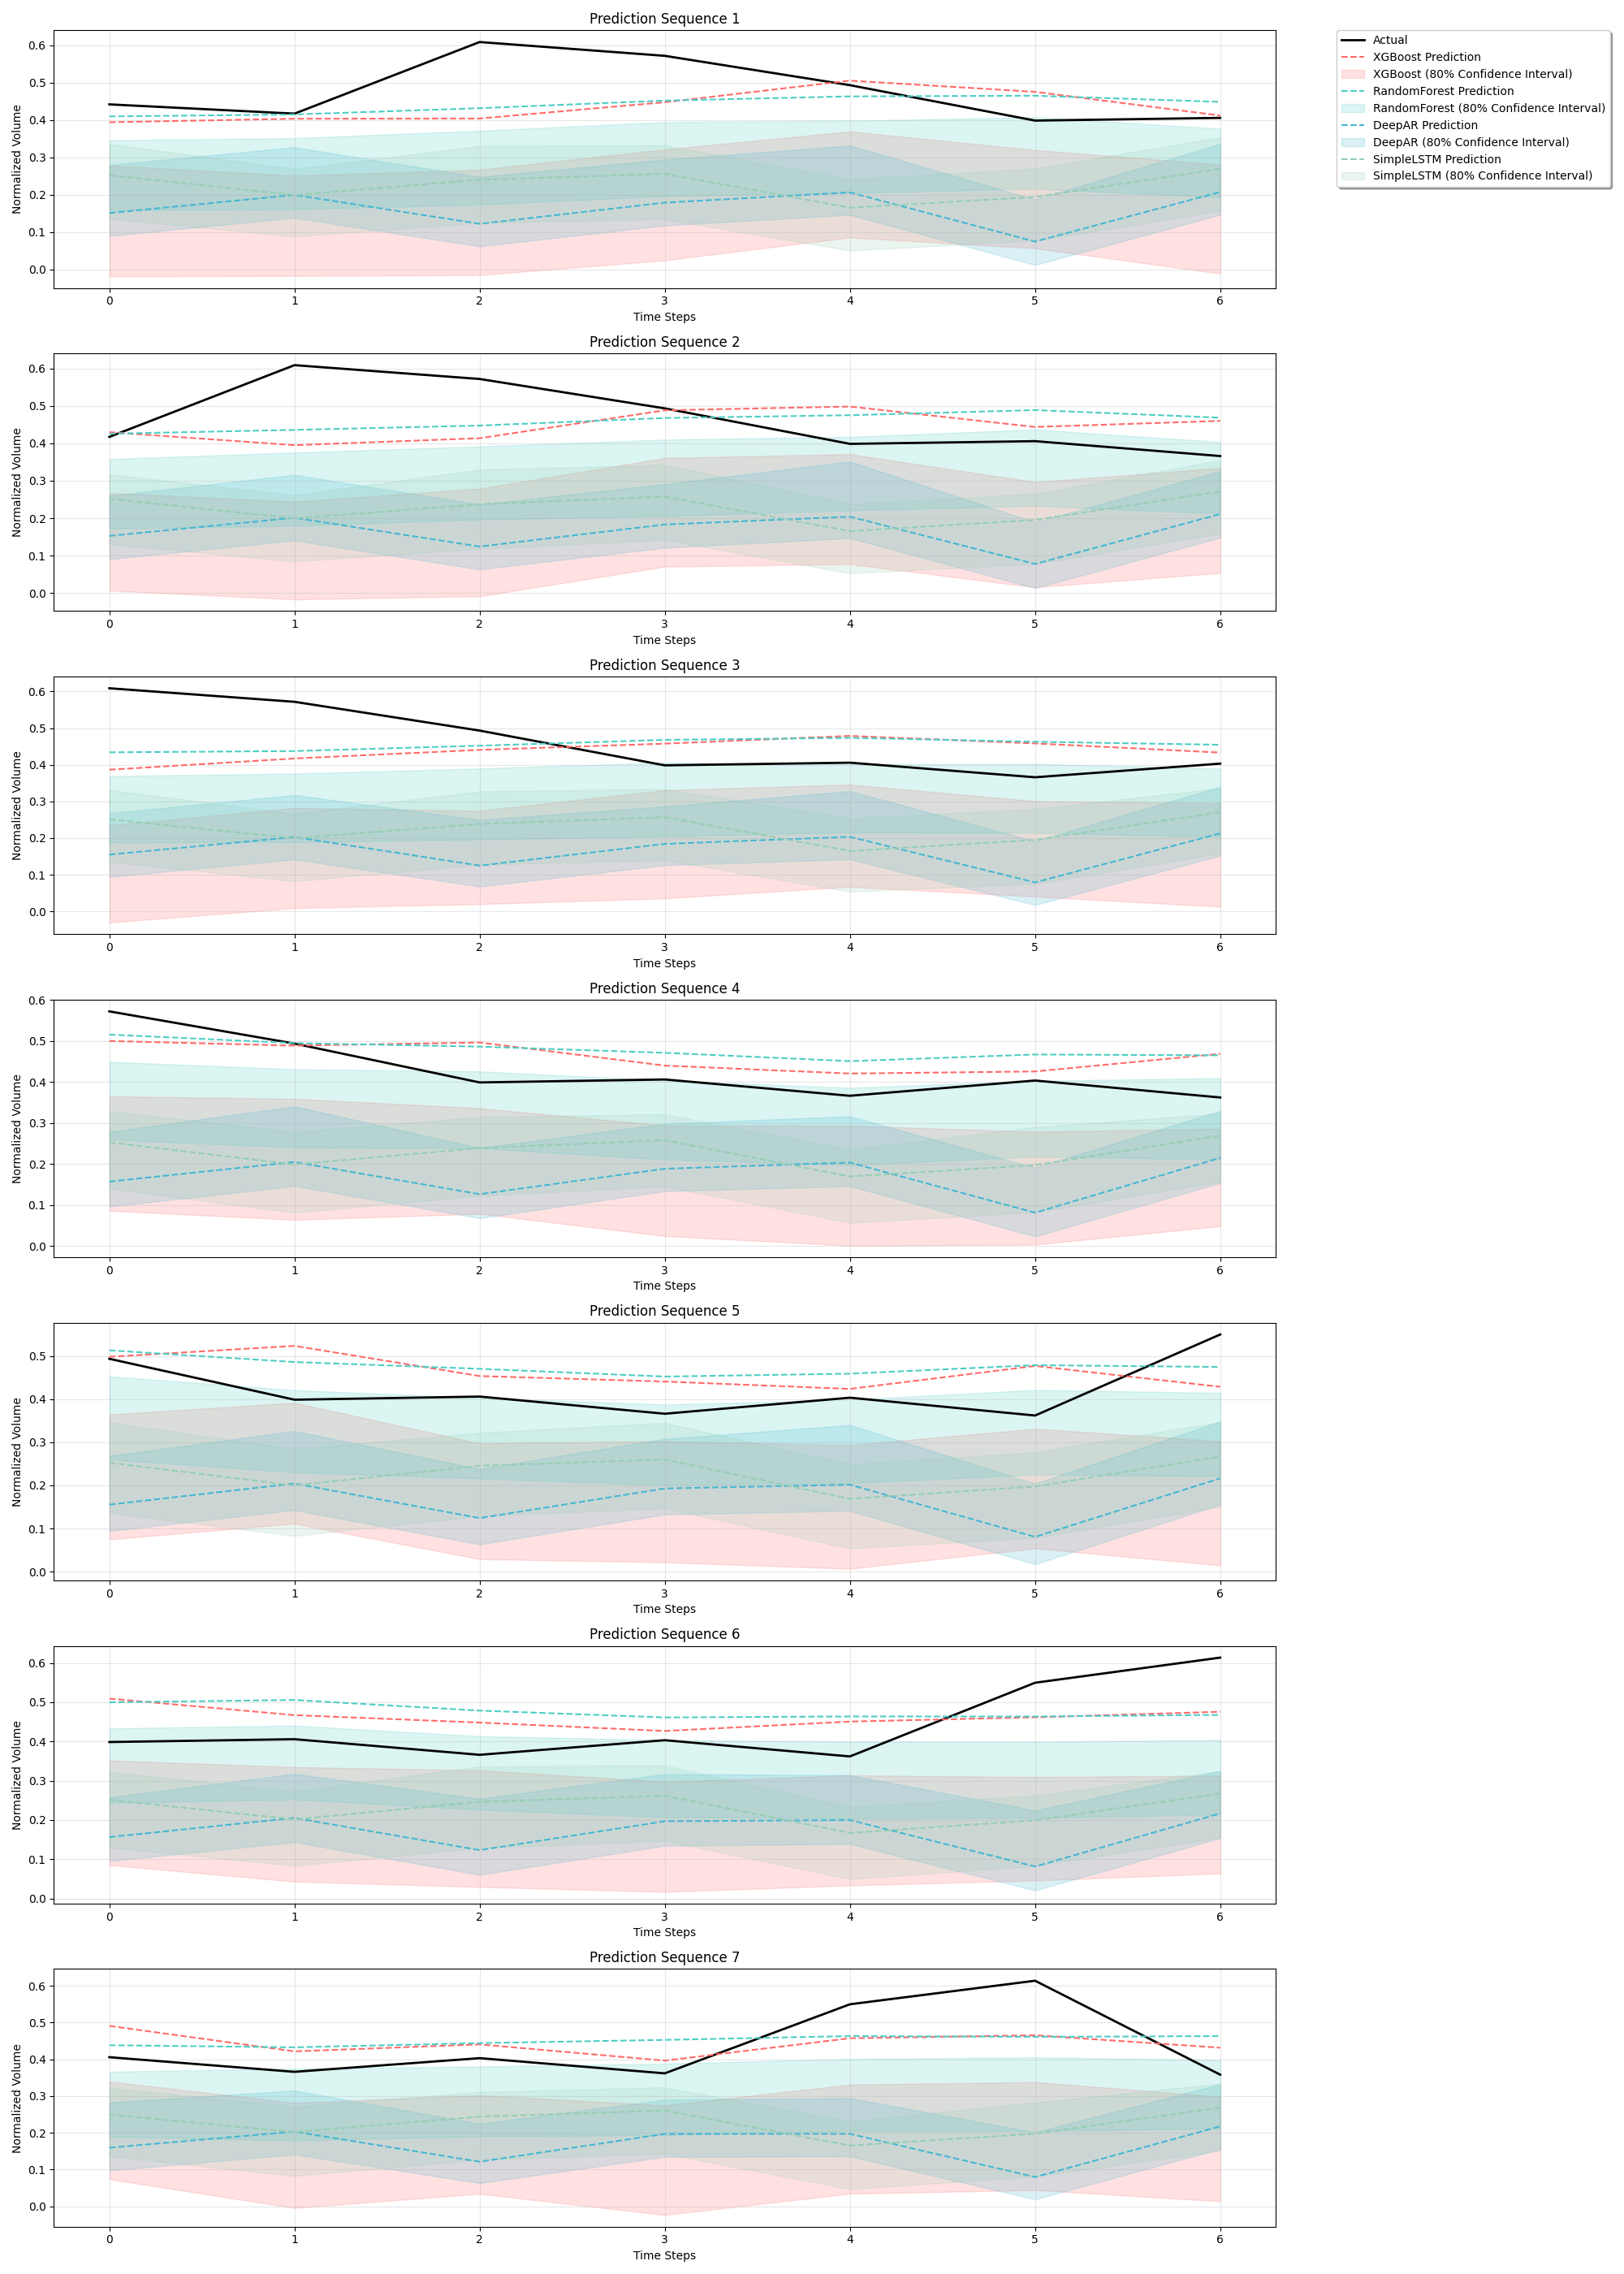 Prediction Sequence 1
Normalized Volume
0.6
0.5
0.4
0.3
0.2
0.1
0.0
0 1 2 3 4 5 6
Time Steps
Actual
XGBoost Prediction
XGBoost (80% Confidence Interval)
RandomForest Prediction
RandomForest (80% Confidence Interval)
DeepAR Prediction
DeepAR (80% Confidence Interval)
SimpleLSTM Prediction
SimpleLSTM (80% Confidence Interval)
Prediction Sequence 2
Normalized Volume
0.6
0.5
0.4
0.3
0.2
0.1
0.0
0 1 2 3 4 5 6
Time Steps
Prediction Sequence 3
Normalized Volume
0.6
0.5
0.4
0.3
0.2
0.1
0.0
0 1 2 3 4 5 6
Time Steps
Prediction Sequence 4
Normalized Volume
0.6
0.5
0.4
0.3
0.2
0.1
0.0
0 1 2 3 4 5 6
Time Steps
Prediction Sequence 5
Normalized Volume
0.5
0.4
0.3
0.2
0.1
0.0
0 1 2 3 4 5 6
Time Steps
Prediction Sequence 6
Normalized Volume
0.6
0.5
0.4
0.3
0.2
0.1
0.0
0 1 2 3 4 5 6
Time Steps
Prediction Sequence 7
Normalized Volume
0.6
0.5
0.4
0.3
0.2
0.1
0.0
0 1 2 3 4 5 6
Time Steps